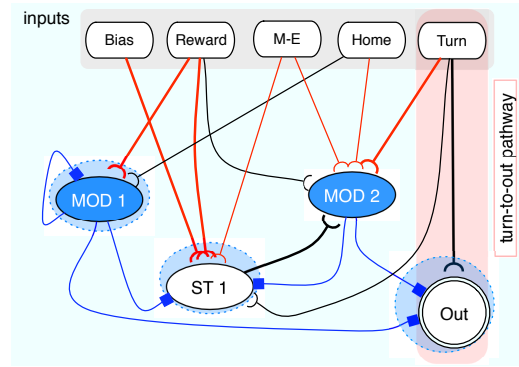 inputs
Bias
Reward
M-E
Home
Turn
turn-to-out pathway
MOD 1
MOD 2
ST 1
Out